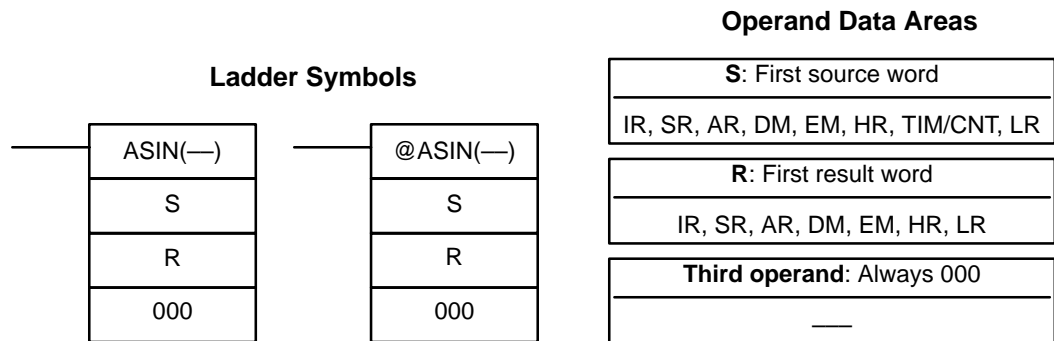 Ladder Symbols
ASIN(––)
S
R
000
@ASIN(––)
S
R
000
Operand Data Areas
S: First source word
IR, SR, AR, DM, EM, HR, TIM/CNT, LR
R: First result word
IR, SR, AR, DM, EM, HR, LR
Third operand: Always 000
––